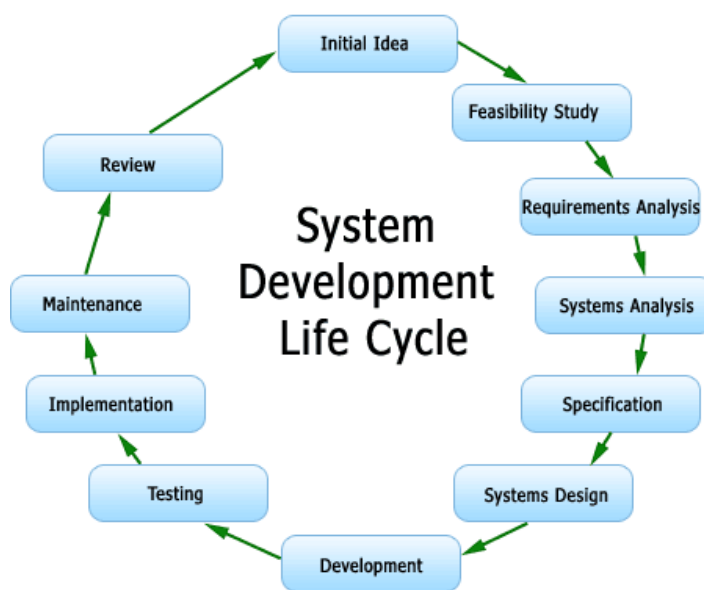 Initial Idea
Feasibility Study
Requirements Analysis
Systems Analysis
Specification
Systems Design
Development
Testing
Implementation
Maintenance
Review
System
Development
Life Cycle